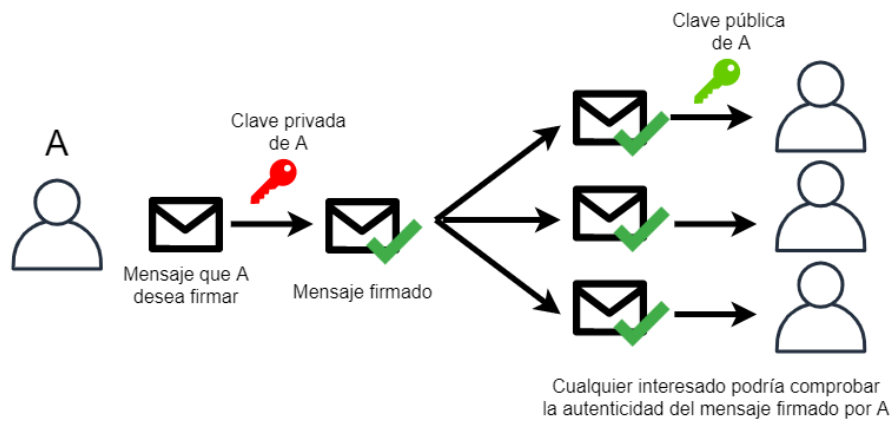 A
Mensaje que A
desea firmar
Clave privada
de A
Mensaje firmado
Clave pública
de A
Cualquier interesado podría comprobar
la autenticidad del mensaje firmado por A